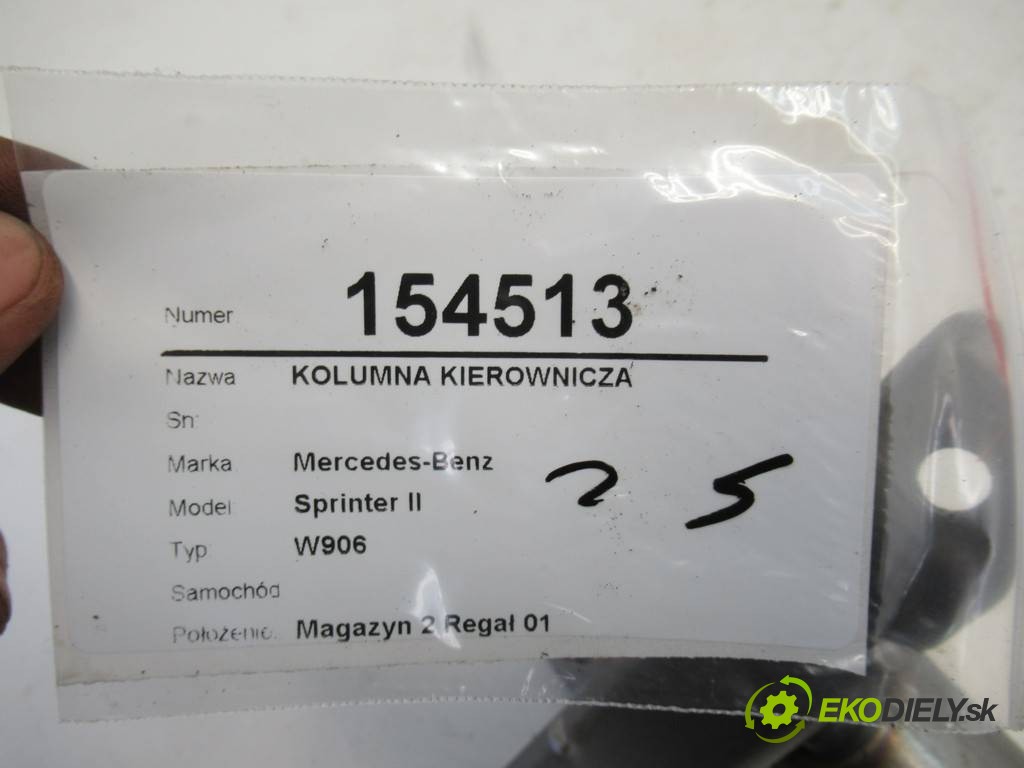 Numer 154513
Nazwa KOLUMNA KIEROWNICZA
Sn:
Marka Mercedes-Benz
Model Sprinter II
Typ W906
2 5
Samochód
Położenie: Magazyn 2 Regał 01
EKODIELY.sk